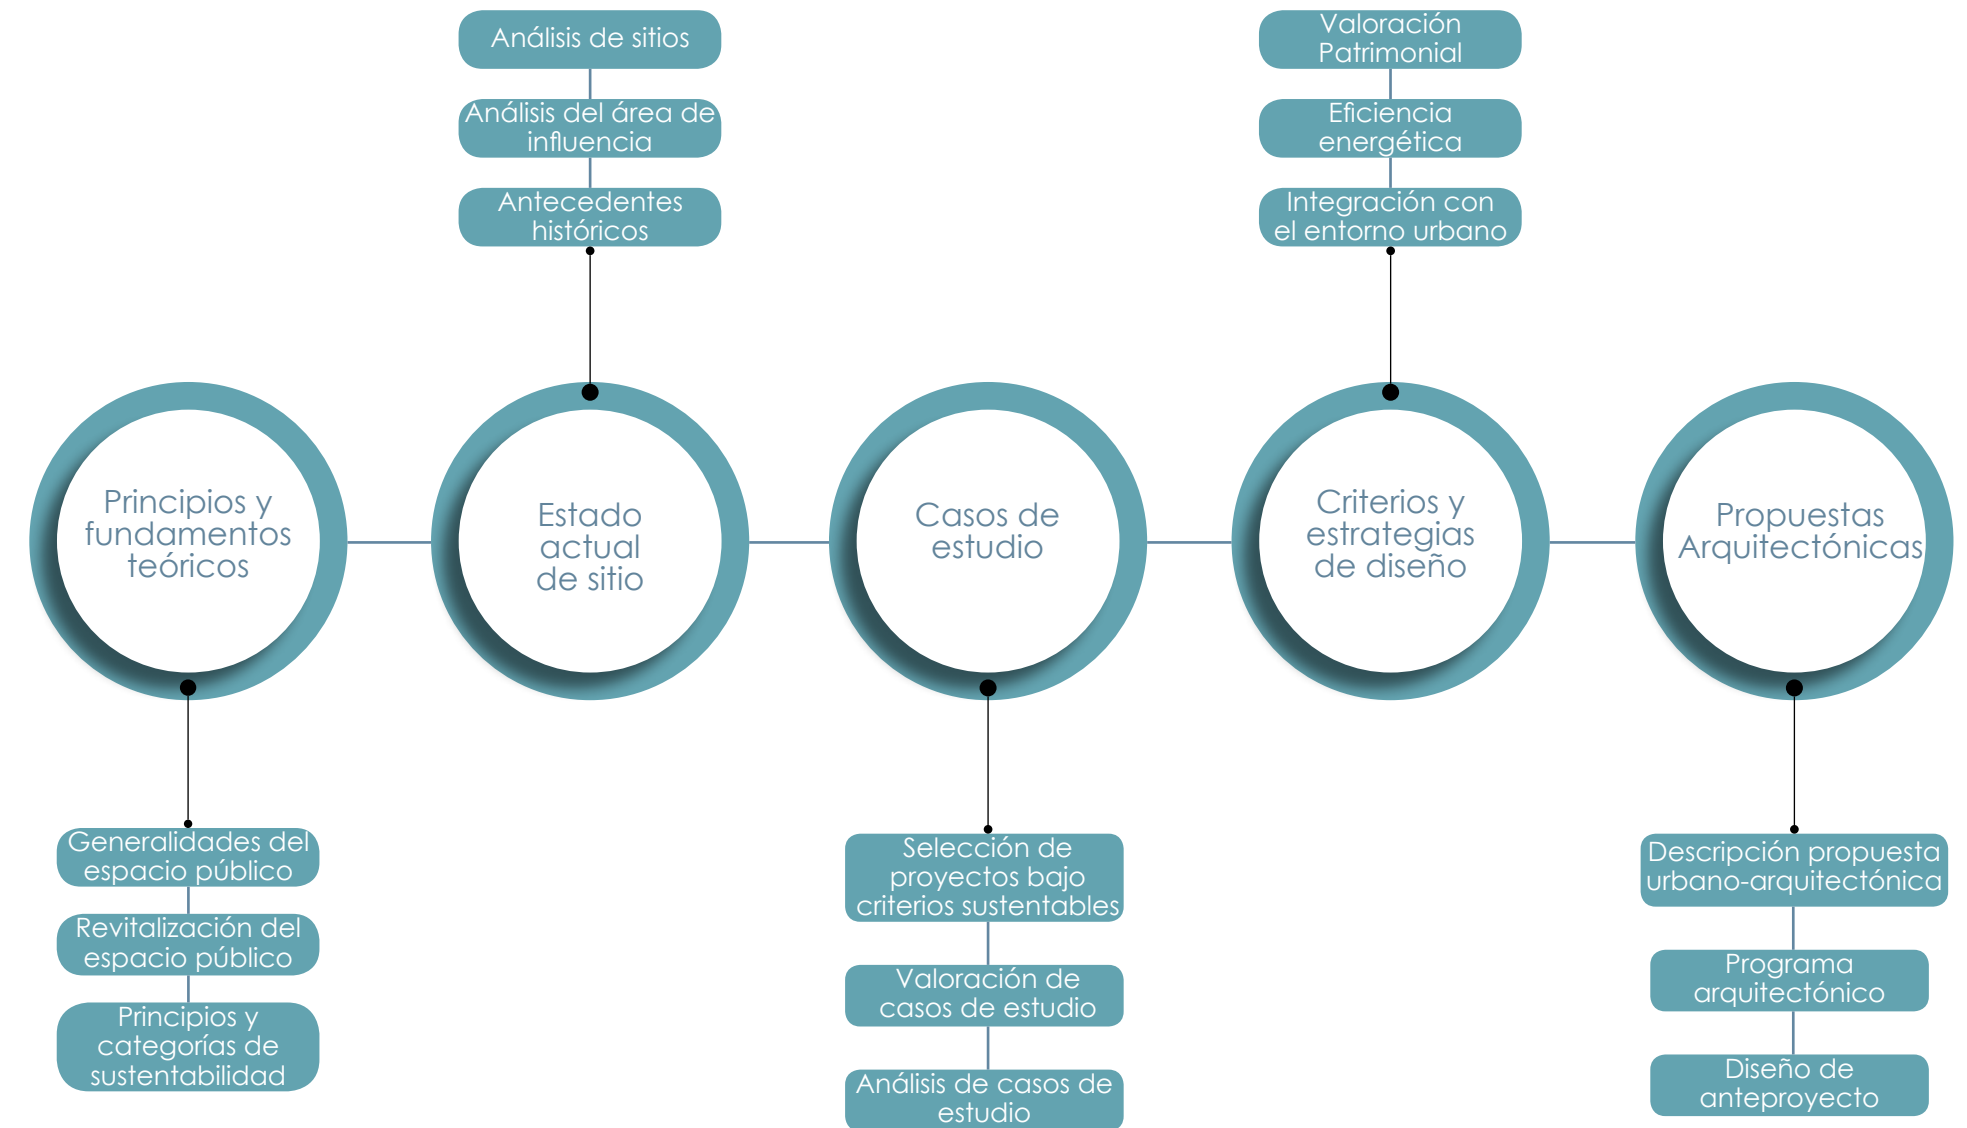 Análisis de sitios
Análisis del área de
influencia
Antecedentes
históricos
Valoración
Patrimonial
Eficiencia
energética
Integración con
el entorno urbano
Principios y
fundamentos
teóricos
Estado
actual
de sitio
Casos de
estudio
Criterios y
estrategias
de diseño
Propuestas
Arquitectónicas
Generalidades del
espacio público
Revitalización del
espacio público
Principios y
categorías de
sustentabilidad
Selección de
proyectos bajo
criterios sustentables
Valoración de
casos de estudio
Análisis de casos de
estudio
Descripción propuesta
urbano-arquitectónica
Programa
arquitectónico
Diseño de
anteproyecto